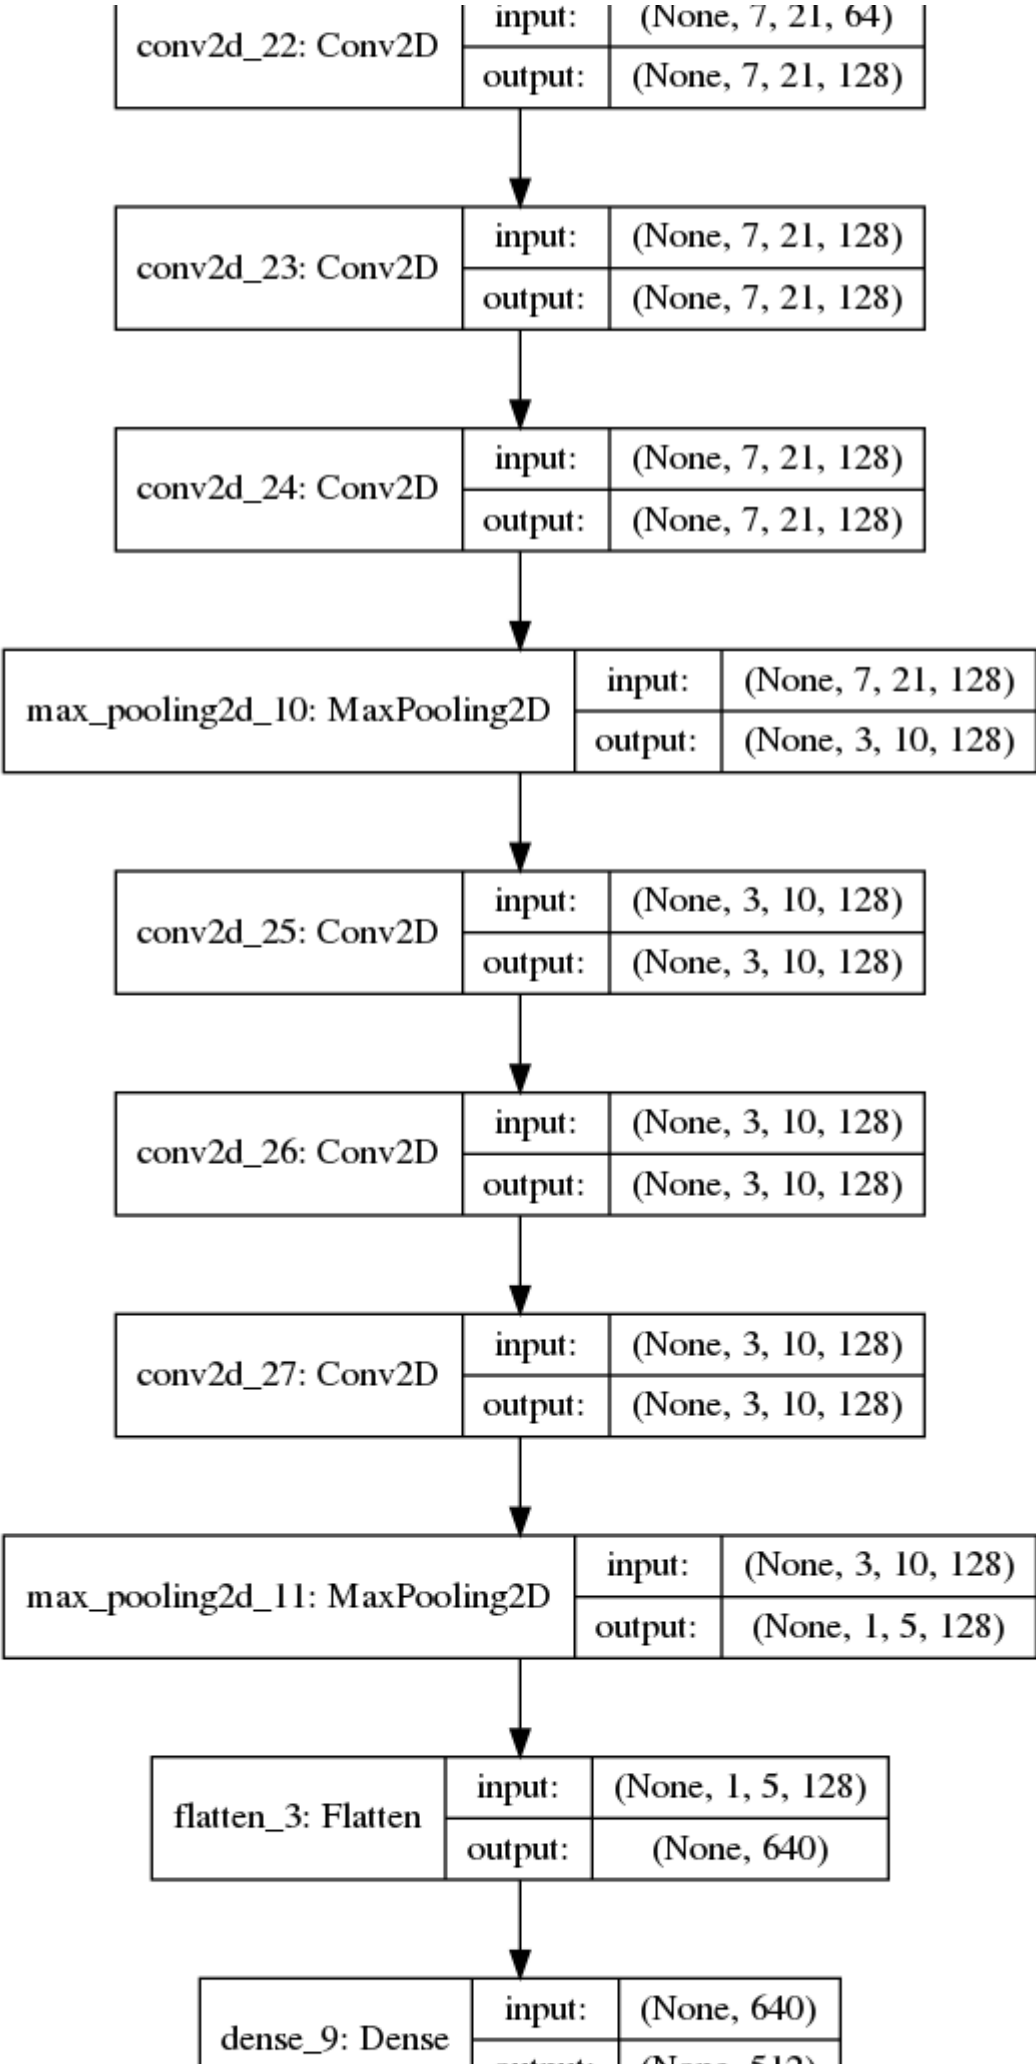 conv2d_22: Conv2D
input: (None, 7, 21, 64)
output: (None, 7, 21, 128)
conv2d_23: Conv2D
input: (None, 7, 21, 128)
output: (None, 7, 21, 128)
conv2d_24: Conv2D
input: (None, 7, 21, 128)
output: (None, 7, 21, 128)
max_pooling2d_10: MaxPooling2D
input: (None, 7, 21, 128)
output: (None, 3, 10, 128)
conv2d_25: Conv2D
input: (None, 3, 10, 128)
output: (None, 3, 10, 128)
conv2d_26: Conv2D
input: (None, 3, 10, 128)
output: (None, 3, 10, 128)
conv2d_27: Conv2D
input: (None, 3, 10, 128)
output: (None, 3, 10, 128)
max_pooling2d_11: MaxPooling2D
input: (None, 3, 10, 128)
output: (None, 1, 5, 128)
flatten_3: Flatten
input: (None, 1, 5, 128)
output: (None, 640)
dense_9: Dense
input: (None, 640)